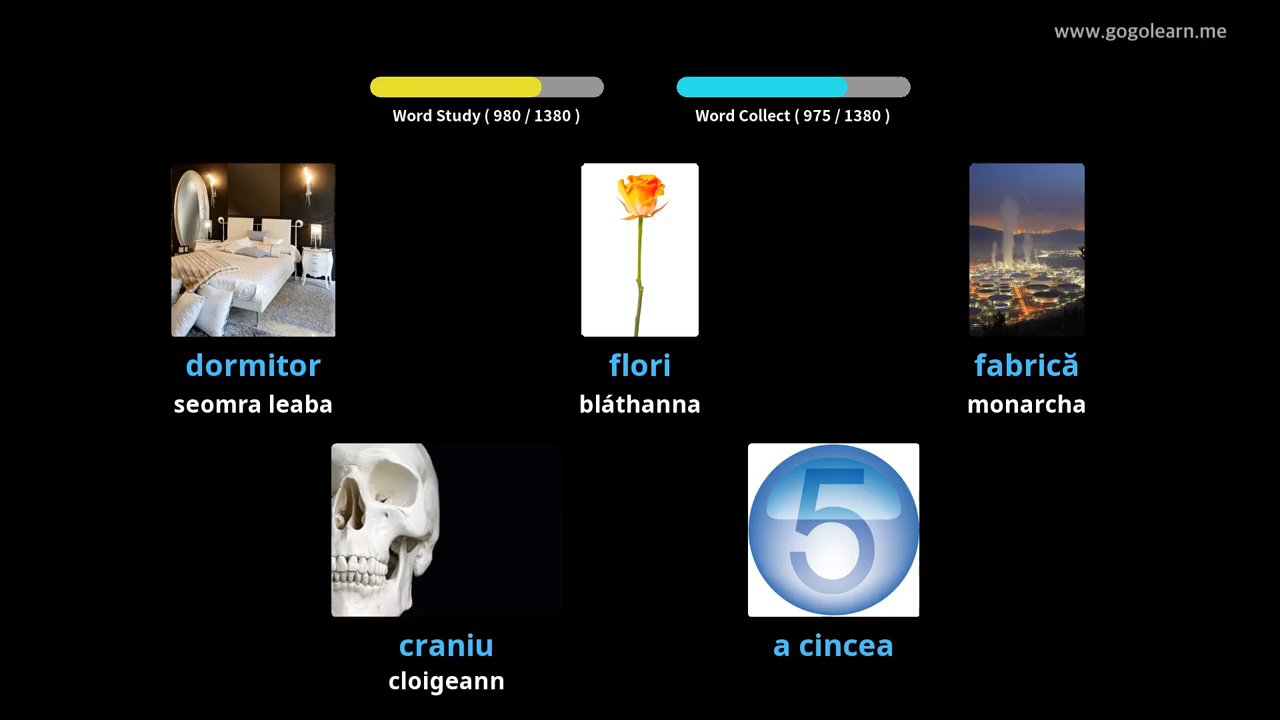 www.gogolearn.me
Word Study ( 980 / 1380 )
Word Collect ( 975 / 1380 )
dormitor
seomra leaba
flori
bláthanna
fabrică
monarcha
5
craniu
cloigeann
a cincea